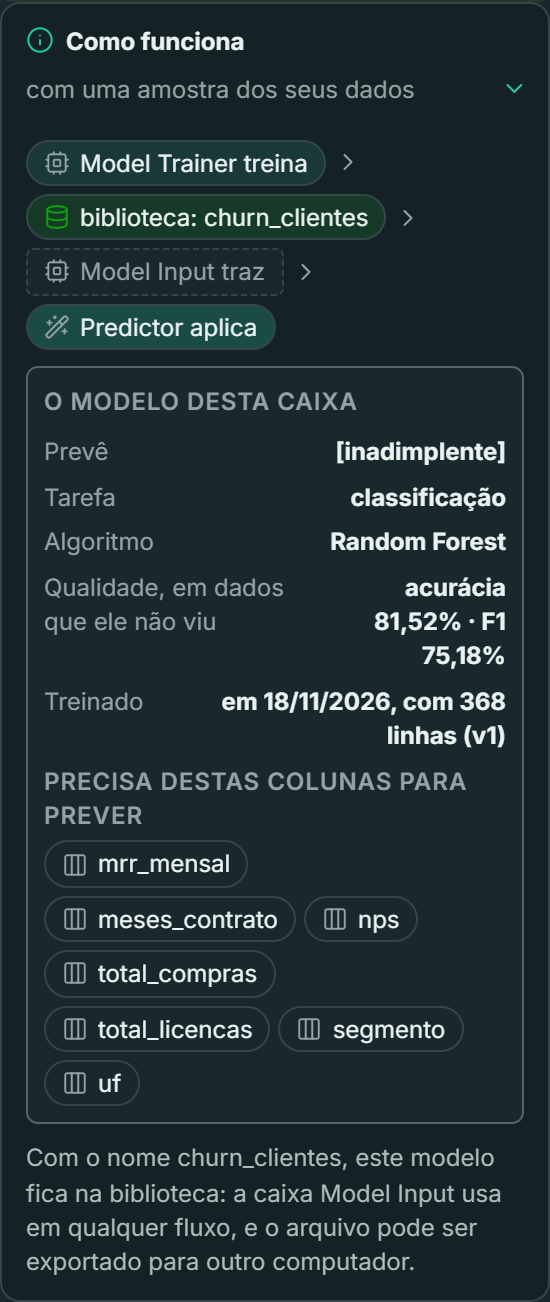 Como funciona
com uma amostra dos seus dados
Model Trainer treina
biblioteca: churn_clientes
Model Input traz
Predictor aplica
O MODELO DESTA CAIXA
Prevê [inadimplente]
Tarefa classificação
Algoritmo Random Forest
Qualidade, em dados acurácia
que ele não viu 81,52% · F1
75,18%
Treinado em 18/11/2026, com 368
linhas (v1)
PRECISA DESTAS COLUNAS PARA
PREVER
mrr_mensal
meses_contrato nps
total_compras
total_licencas segmento
uf
Com o nome churn_clientes, este modelo
fica na biblioteca: a caixa Model Input usa
em qualquer fluxo, e o arquivo pode ser
exportado para outro computador.